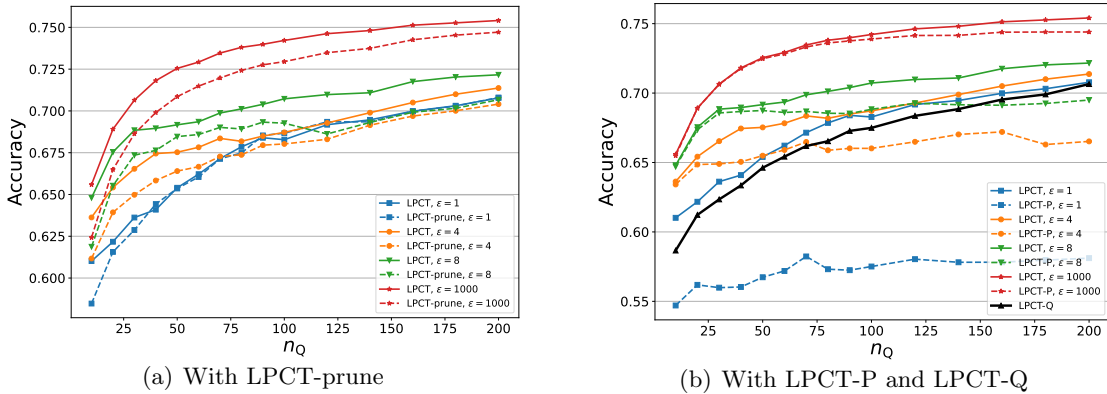 0.750
0.725
0.700
0.675
0.650
0.625
0.600
Accuracy
LPCT, ε = 1
LPCT-prune, ε = 1
LPCT, ε = 4
LPCT-prune, ε = 4
LPCT, ε = 8
LPCT-prune, ε = 8
LPCT, ε = 1000
LPCT-prune, ε = 1000
25 50 75 100 125 150 175 200
n_Q
(a) With LPCT-prune
0.75
0.70
0.65
0.60
0.55
Accuracy
LPCT, ε = 1
LPCT-P, ε = 1
LPCT, ε = 4
LPCT-P, ε = 4
LPCT, ε = 8
LPCT-P, ε = 8
LPCT, ε = 1000
LPCT-P, ε = 1000
LPCT-Q
25 50 75 100 125 150 175 200
n_Q
(b) With LPCT-P and LPCT-Q